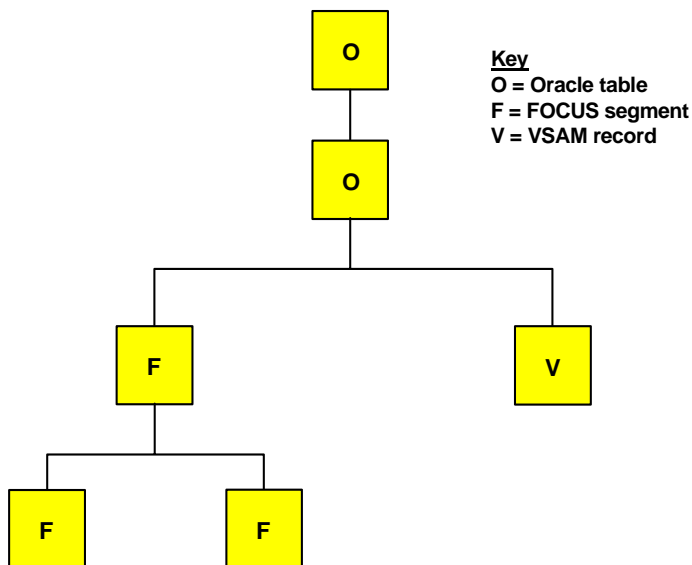 O
Key
O = Oracle table
F = FOCUS segment
V = VSAM record
O
F
V
F
F